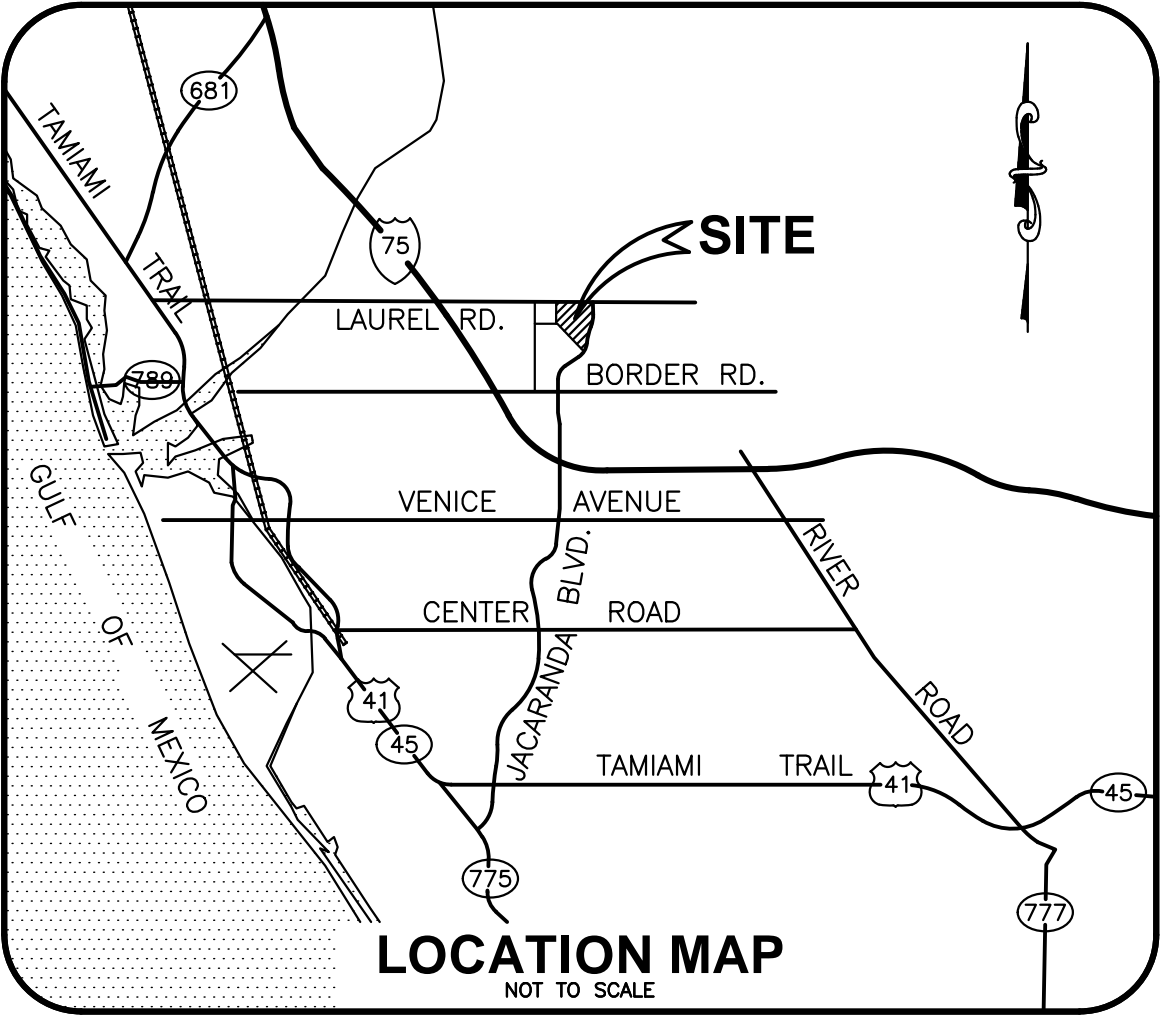 681
TAMIAMI
TRAIL
75
SITE
LAUREL RD.
789
BORDER RD.
GULF
OF
MEXICO
VENICE AVENUE
RIVER
ROAD
JACARANDA BLVD.
CENTER ROAD
41
45
TAMIAMI TRAIL
41
45
775
777
LOCATION MAP
NOT TO SCALE